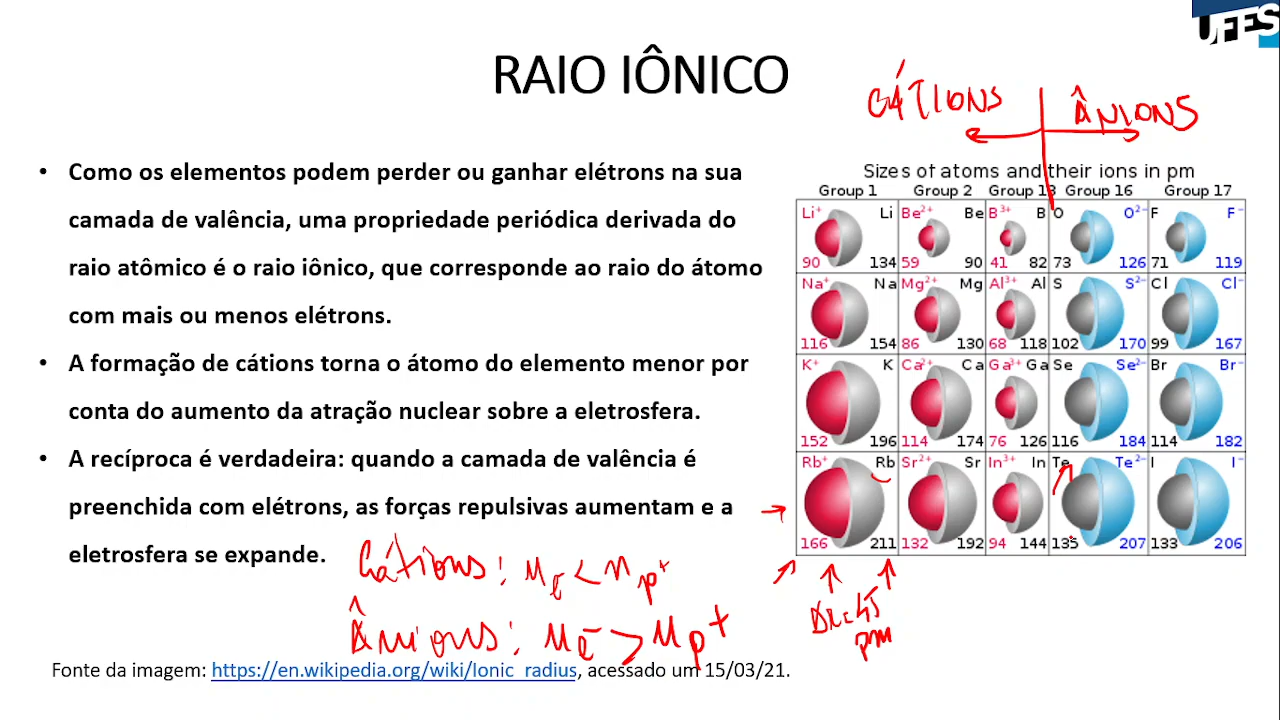 UFES
RAIO IÔNICO
CÁTIONS ÂNIONS
• Como os elementos podem perder ou ganhar elétrons na sua
camada de valência, uma propriedade periódica derivada do
raio atômico é o raio iônico, que corresponde ao raio do átomo
com mais ou menos elétrons.
• A formação de cátions torna o átomo do elemento menor por
conta do aumento da atração nuclear sobre a eletrosfera.
• A recíproca é verdadeira: quando a camada de valência é
preenchida com elétrons, as forças repulsivas aumentam e a
eletrosfera se expande.
Cátions: ne- < np+
Ânions: ne- > np+
Fonte da imagem: https://en.wikipedia.org/wiki/Ionic_radius, acessado um 15/03/21.
Sizes of atoms and their ions in pm
Group 1 Group 2 Group 13 Group 16 Group 17
Li⁺ Li Be²⁺ Be B³⁺ B O O²⁻ F F⁻
90 134 59 90 41 82 73 126 71 119
Na⁺ Na Mg²⁺ Mg Al³⁺ Al S S²⁻ Cl Cl⁻
116 154 86 130 68 118 102 170 99 167
K⁺ K Ca²⁺ Ca Ga³⁺ Ga Se Se²⁻ Br Br⁻
152 196 114 174 76 126 116 184 114 182
Rb⁺ Rb Sr²⁺ Sr In³⁺ In Te Te²⁻ I I⁻
166 211 132 192 94 144 135 207 133 206
pm